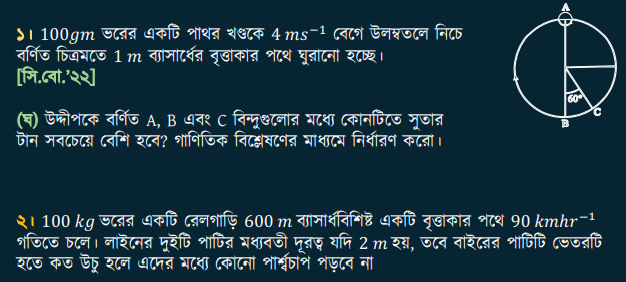 ১। 100gm ভরের একটি পাথর খণ্ডকে 4 ms⁻¹ বেগে উলম্বতলে নিচে
বর্ণিত চিত্রমতে 1 m ব্যাসার্ধের বৃত্তাকার পথে ঘুরানো হচ্ছে।
[সি.বো.'২২]
A
60°
C
B
(ঘ) উদ্দীপকে বর্ণিত A, B এবং C বিন্দুগুলোর মধ্যে কোনটিতে সুতার
টান সবচেয়ে বেশি হবে? গাণিতিক বিশ্লেষণের মাধ্যমে নির্ধারণ করো।
২। 100 kg ভরের একটি রেলগাড়ি 600 m ব্যাসার্ধবিশিষ্ট একটি বৃত্তাকার পথে 90 kmhr⁻¹
গতিতে চলে। লাইনের দুইটি পাটির মধ্যবতী দূরত্ব যদি 2 m হয়, তবে বাইরের পাটিটি ভেতরটি
হতে কত উচু হলে এদের মধ্যে কোনো পার্শ্বচাপ পড়বে না